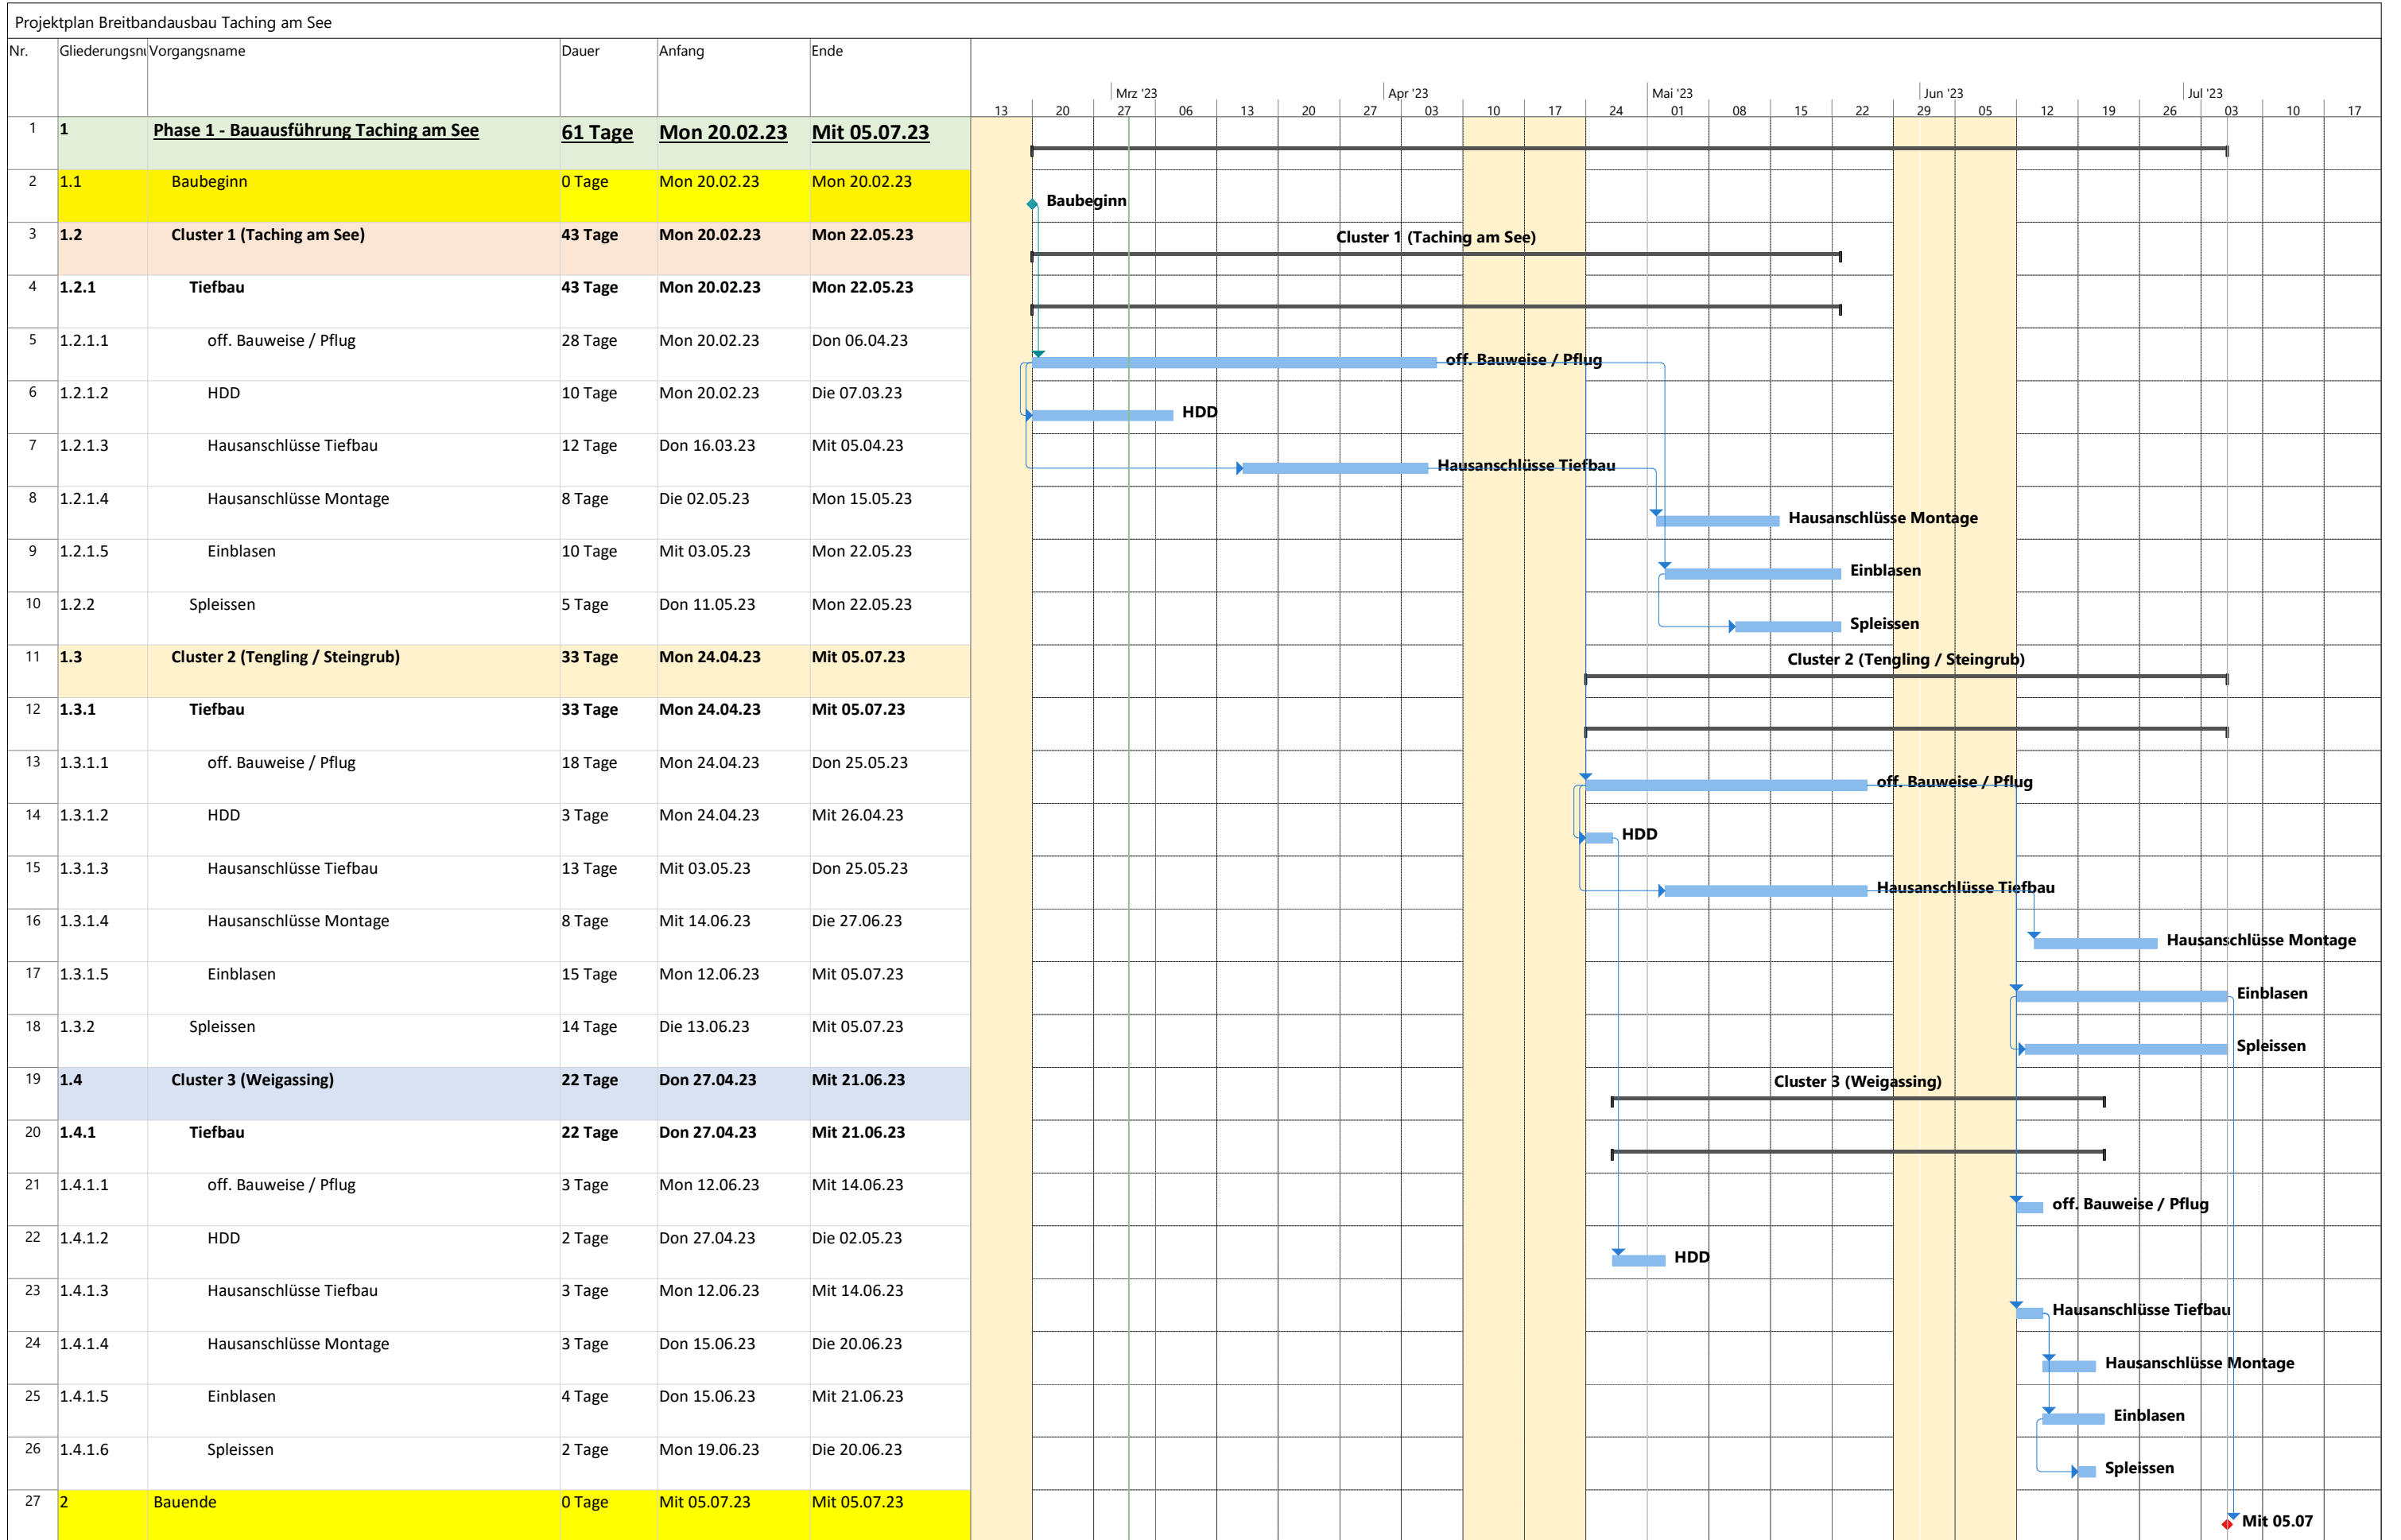 Projektplan Breitbandausbau Taching am See
Nr. Gliederungsnu Vorgangsname Dauer Anfang Ende
Mrz '23 Apr '23 Mai '23 Jun '23 Jul '23
13 20 27 06 13 20 27 03 10 17 24 01 08 15 22 29 05 12 19 26 03 10 17
1 1 Phase 1 - Bauausführung Taching am See 61 Tage Mon 20.02.23 Mit 05.07.23
2 1.1 Baubeginn 0 Tage Mon 20.02.23 Mon 20.02.23
Baubeginn
3 1.2 Cluster 1 (Taching am See) 43 Tage Mon 20.02.23 Mon 22.05.23
Cluster 1 (Taching am See)
4 1.2.1 Tiefbau 43 Tage Mon 20.02.23 Mon 22.05.23
5 1.2.1.1 off. Bauweise / Pflug 28 Tage Mon 20.02.23 Don 06.04.23
off. Bauweise / Pflug
6 1.2.1.2 HDD 10 Tage Mon 20.02.23 Die 07.03.23
HDD
7 1.2.1.3 Hausanschlüsse Tiefbau 12 Tage Don 16.03.23 Mit 05.04.23
Hausanschlüsse Tiefbau
8 1.2.1.4 Hausanschlüsse Montage 8 Tage Die 02.05.23 Mon 15.05.23
Hausanschlüsse Montage
9 1.2.1.5 Einblasen 10 Tage Mit 03.05.23 Mon 22.05.23
Einblasen
10 1.2.2 Spleissen 5 Tage Don 11.05.23 Mon 22.05.23
Spleissen
11 1.3 Cluster 2 (Tengling / Steingrub) 33 Tage Mon 24.04.23 Mit 05.07.23
Cluster 2 (Tengling / Steingrub)
12 1.3.1 Tiefbau 33 Tage Mon 24.04.23 Mit 05.07.23
13 1.3.1.1 off. Bauweise / Pflug 18 Tage Mon 24.04.23 Don 25.05.23
off. Bauweise / Pflug
14 1.3.1.2 HDD 3 Tage Mon 24.04.23 Mit 26.04.23
HDD
15 1.3.1.3 Hausanschlüsse Tiefbau 13 Tage Mit 03.05.23 Don 25.05.23
Hausanschlüsse Tiefbau
16 1.3.1.4 Hausanschlüsse Montage 8 Tage Mit 14.06.23 Die 27.06.23
Hausanschlüsse Montage
17 1.3.1.5 Einblasen 15 Tage Mon 12.06.23 Mit 05.07.23
Einblasen
18 1.3.2 Spleissen 14 Tage Die 13.06.23 Mit 05.07.23
Spleissen
19 1.4 Cluster 3 (Weigassing) 22 Tage Don 27.04.23 Mit 21.06.23
Cluster 3 (Weigassing)
20 1.4.1 Tiefbau 22 Tage Don 27.04.23 Mit 21.06.23
21 1.4.1.1 off. Bauweise / Pflug 3 Tage Mon 12.06.23 Mit 14.06.23
off. Bauweise / Pflug
22 1.4.1.2 HDD 2 Tage Don 27.04.23 Die 02.05.23
HDD
23 1.4.1.3 Hausanschlüsse Tiefbau 3 Tage Mon 12.06.23 Mit 14.06.23
Hausanschlüsse Tiefbau
24 1.4.1.4 Hausanschlüsse Montage 3 Tage Don 15.06.23 Die 20.06.23
Hausanschlüsse Montage
25 1.4.1.5 Einblasen 4 Tage Don 15.06.23 Mit 21.06.23
Einblasen
26 1.4.1.6 Spleissen 2 Tage Mon 19.06.23 Die 20.06.23
Spleissen
27 2 Bauende 0 Tage Mit 05.07.23 Mit 05.07.23
Mit 05.07